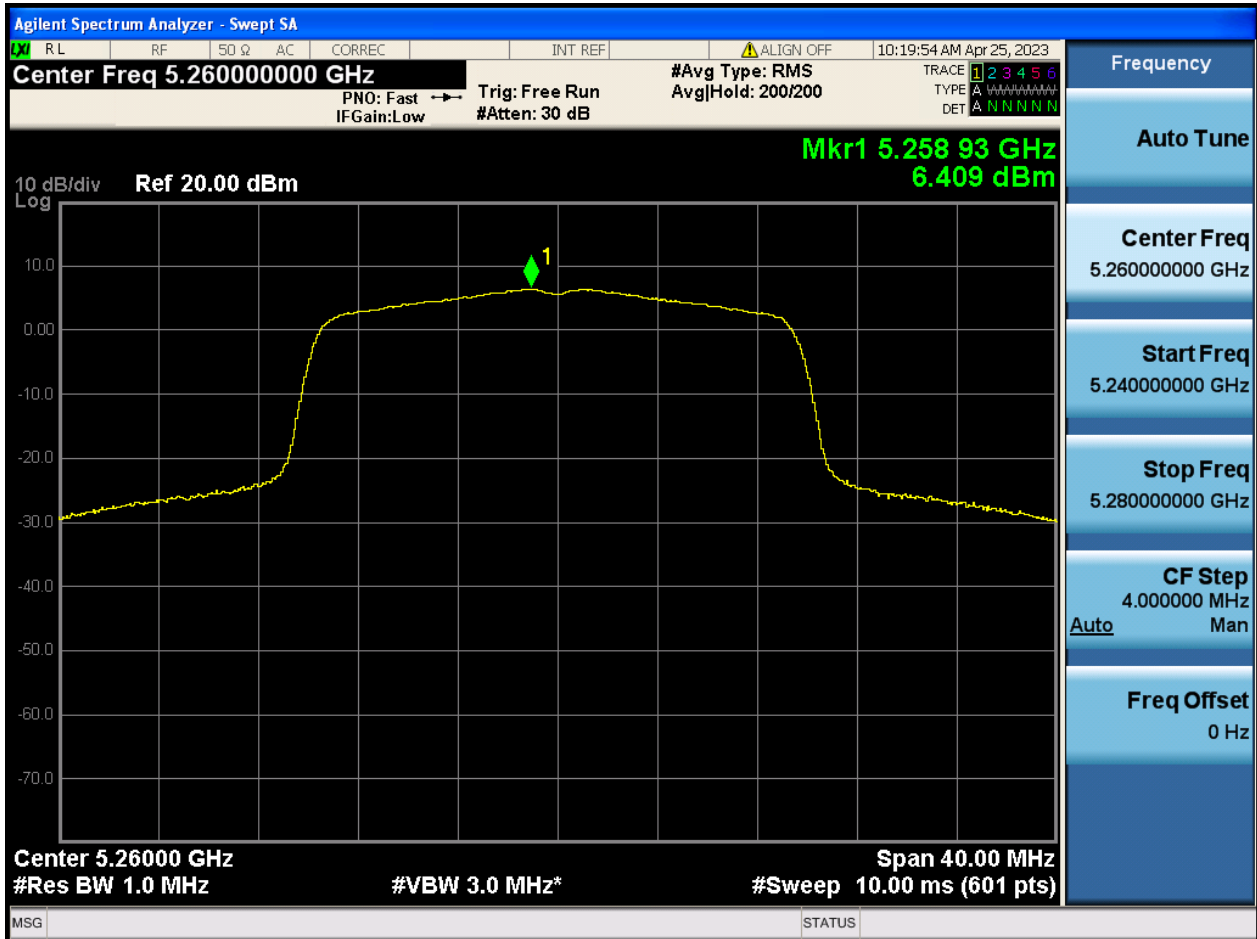 Agilent Spectrum Analyzer - Swept SA
LXI RL RF 50 Ω AC CORREC INT REF ALIGN OFF 10:19:54 AM Apr 25, 2023
Center Freq 5.260000000 GHz
PNO: Fast
IFGain:Low
Trig: Free Run
#Atten: 30 dB
#Avg Type: RMS
Avg|Hold: 200/200
TRACE 1 2 3 4 5 6
TYPE A WWWWWWW
DET A N N N N N
Mkr1 5.258 93 GHz
6.409 dBm
10 dB/div Ref 20.00 dBm
Log
10.0
0.00
-10.0
-20.0
-30.0
-40.0
-50.0
-60.0
-70.0
1
Center 5.26000 GHz Span 40.00 MHz
#Res BW 1.0 MHz #VBW 3.0 MHz* #Sweep 10.00 ms (601 pts)
MSG STATUS
Frequency
Auto Tune
Center Freq
5.260000000 GHz
Start Freq
5.240000000 GHz
Stop Freq
5.280000000 GHz
CF Step
4.000000 MHz
Auto Man
Freq Offset
0 Hz